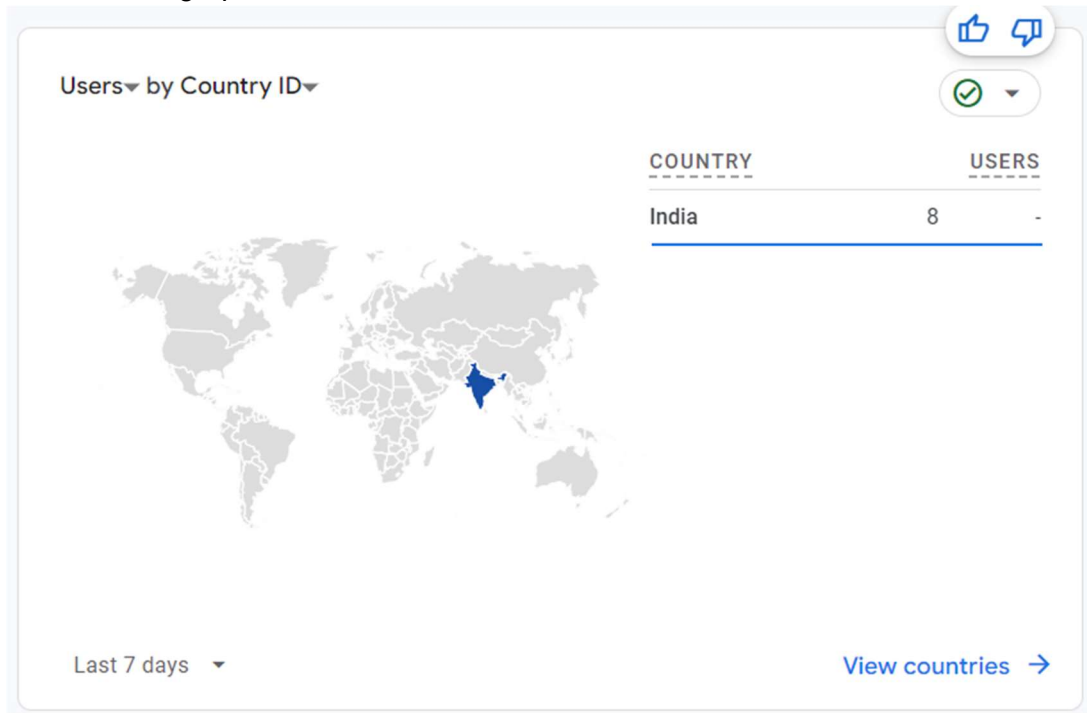 Users by Country ID
COUNTRY USERS
India 8 -
Last 7 days
View countries